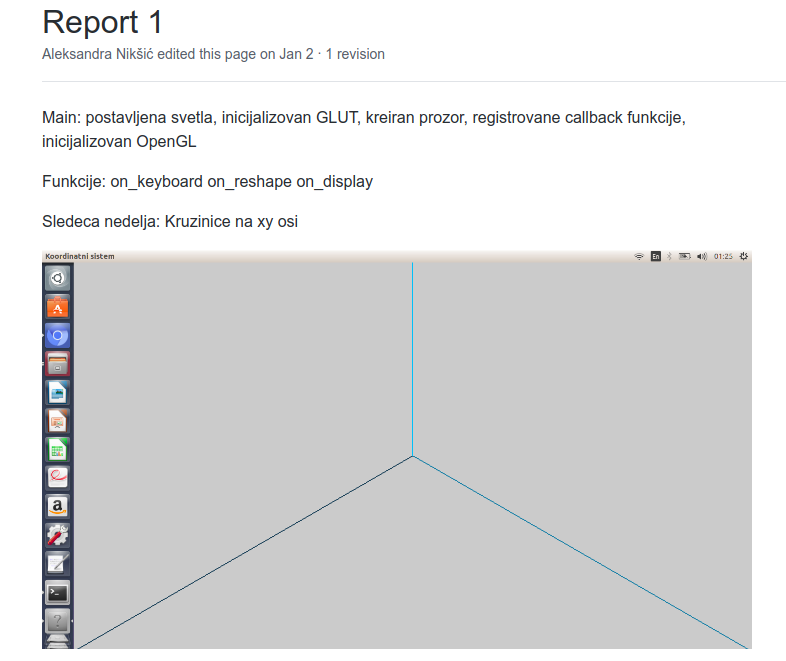 Report 1
Aleksandra Nikšić edited this page on Jan 2 · 1 revision
Main: postavljena svetla, inicijalizovan GLUT, kreiran prozor, registrovane callback funkcije,
inicijalizovan OpenGL
Funkcije: on_keyboard on_reshape on_display
Sledeca nedelja: Kruzinice na xy osi
Koordinatni sistem
En
01:25